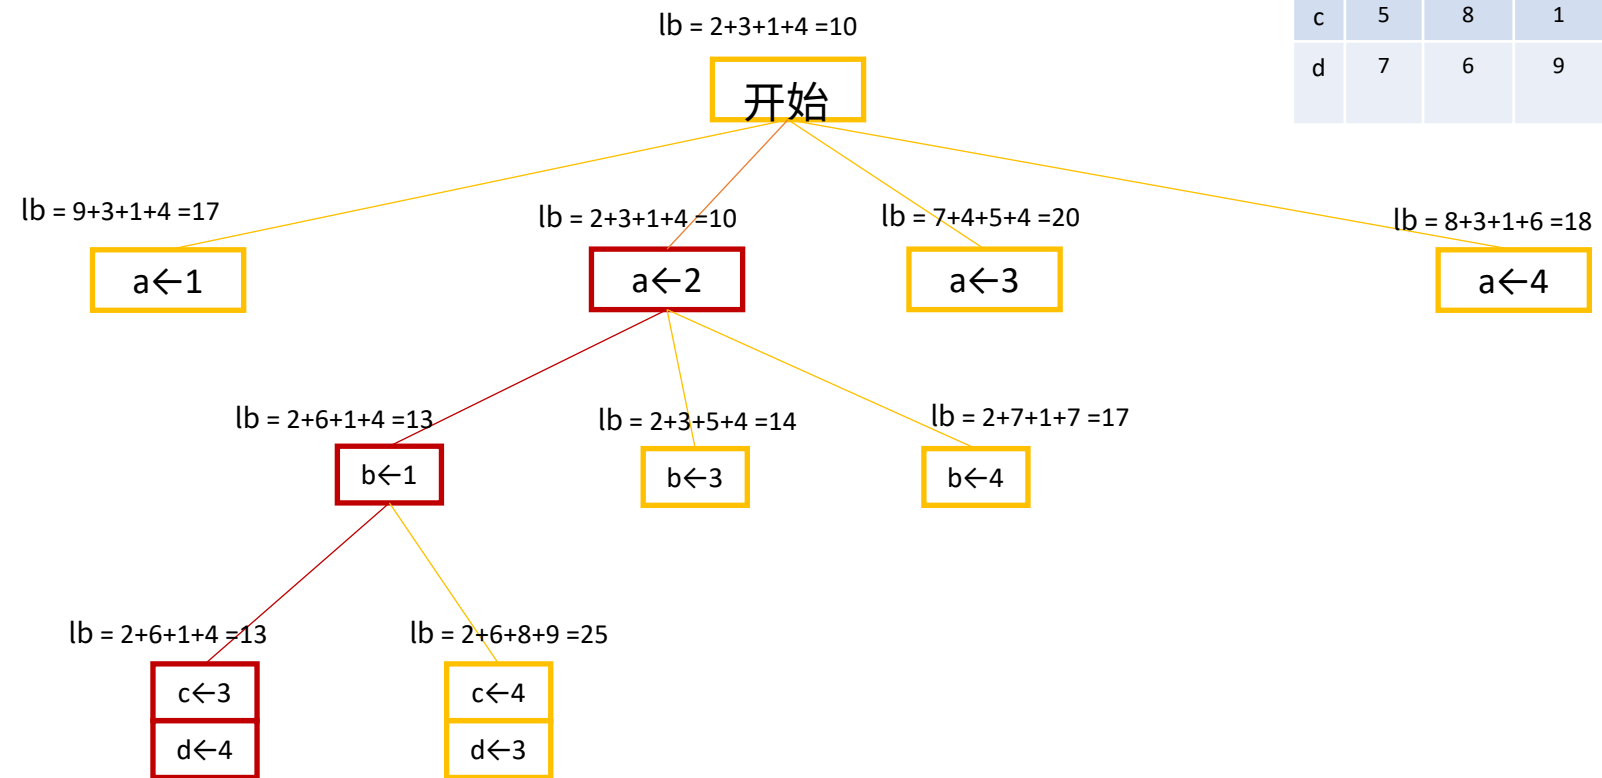 c 5 8 1
d 7 6 9
lb = 2+3+1+4 =10
开始
lb = 9+3+1+4 =17
lb = 2+3+1+4 =10
lb = 7+4+5+4 =20
lb = 8+3+1+6 =18
a←1
a←2
a←3
a←4
lb = 2+6+1+4 =13
lb = 2+3+5+4 =14
lb = 2+7+1+7 =17
b←1
b←3
b←4
lb = 2+6+1+4 =13
lb = 2+6+8+9 =25
c←3
c←4
d←4
d←3